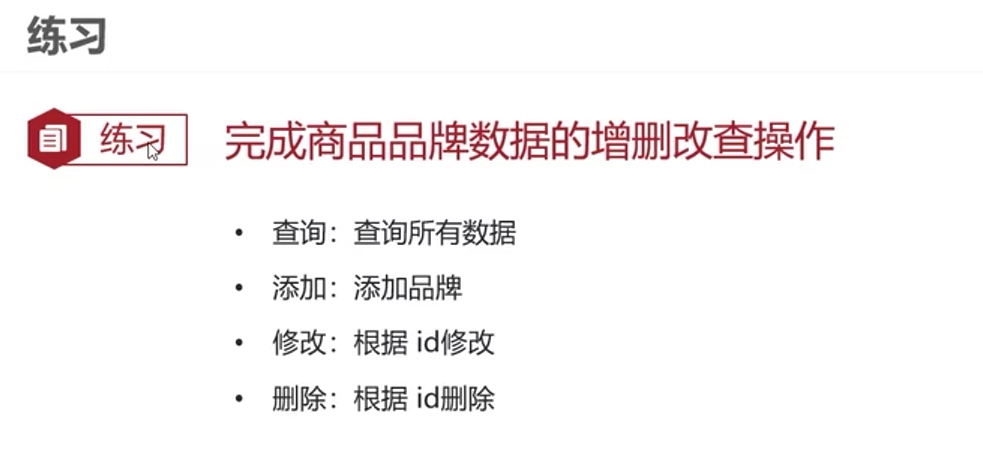 练习
练习 完成商品品牌数据的增删改查操作
• 查询：查询所有数据
• 添加：添加品牌
• 修改：根据 id修改
• 删除：根据 id删除